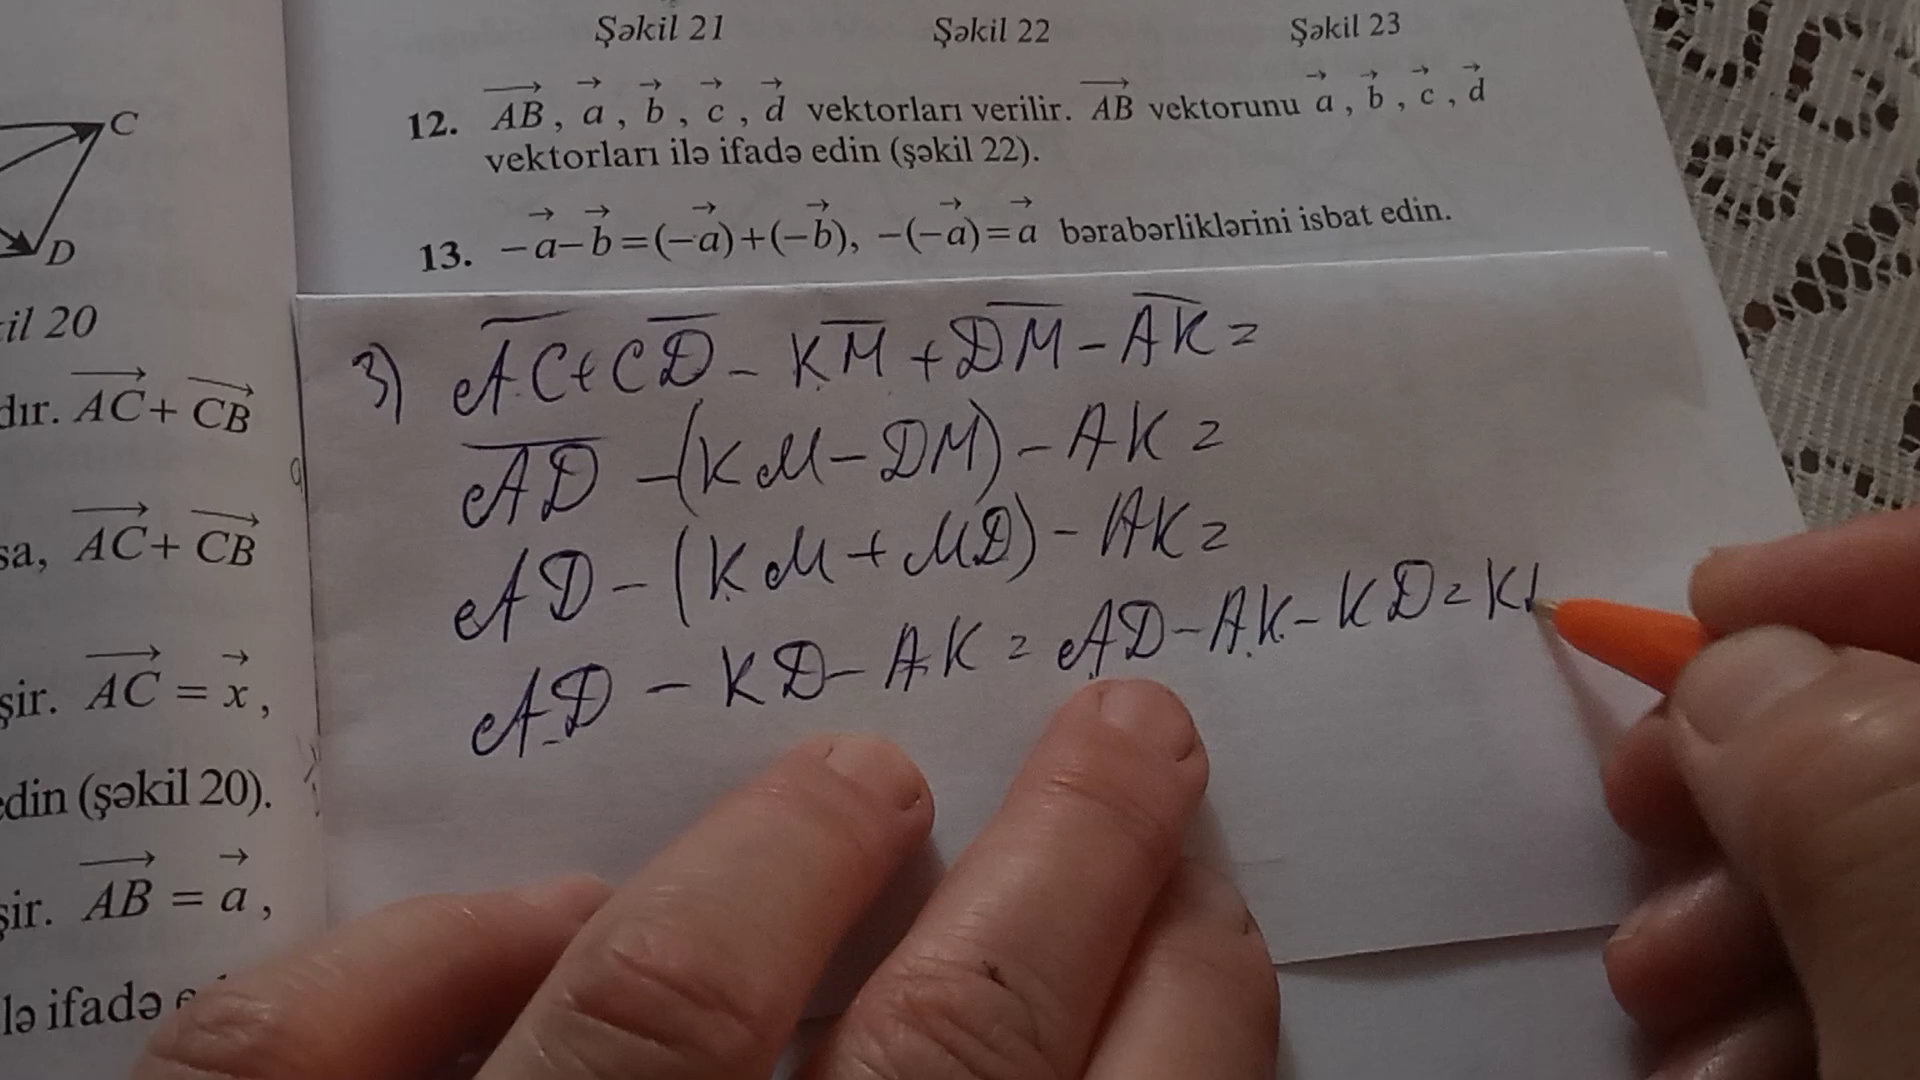 Şəkil 21 Şəkil 22 Şəkil 23
12. AB, a, b, c, d vektorları verilir. AB vektorunu a, b, c, d
vektorları ilə ifadə edin (şəkil 22).
13. −a−b=(−a)+(−b), −(−a)=a bərabərliklərini isbat edin.
C
D
il 20
dır. AC+ CB
sa, AC+ CB
şir. AC = x,
edin (şəkil 20).
şir. AB = a,
lə ifadə
3) AC+CD − KM + DM − AK =
AD −(KM−DM)−AK =
AD − (KM + MD) − AK =
AD − KD − AK = AD − AK − KD =